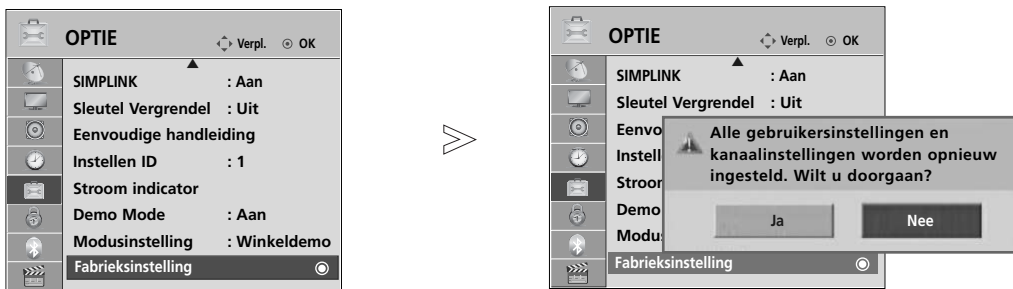 OPTIE Verpl. OK
SIMPLINK : Aan
Sleutel Vergrendel : Uit
Eenvoudige handleiding
Instellen ID : 1
Stroom indicator
Demo Mode : Aan
Modusinstelling : Winkeldemo
Fabrieksinstelling
OPTIE Verpl. OK
SIMPLINK : Aan
Sleutel Vergrendel : Uit
Eenvo
Instell
Stroor
Demo
Modus
Fabrieksinstelling
Alle gebruikersinstellingen en
kanaalinstellingen worden opnieuw
ingesteld. Wilt u doorgaan?
Ja Nee